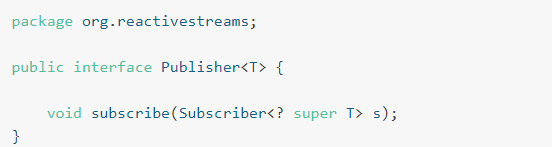 package org.reactivestreams;
public interface Publisher<T> {
    void subscribe(Subscriber<? super T> s);
}